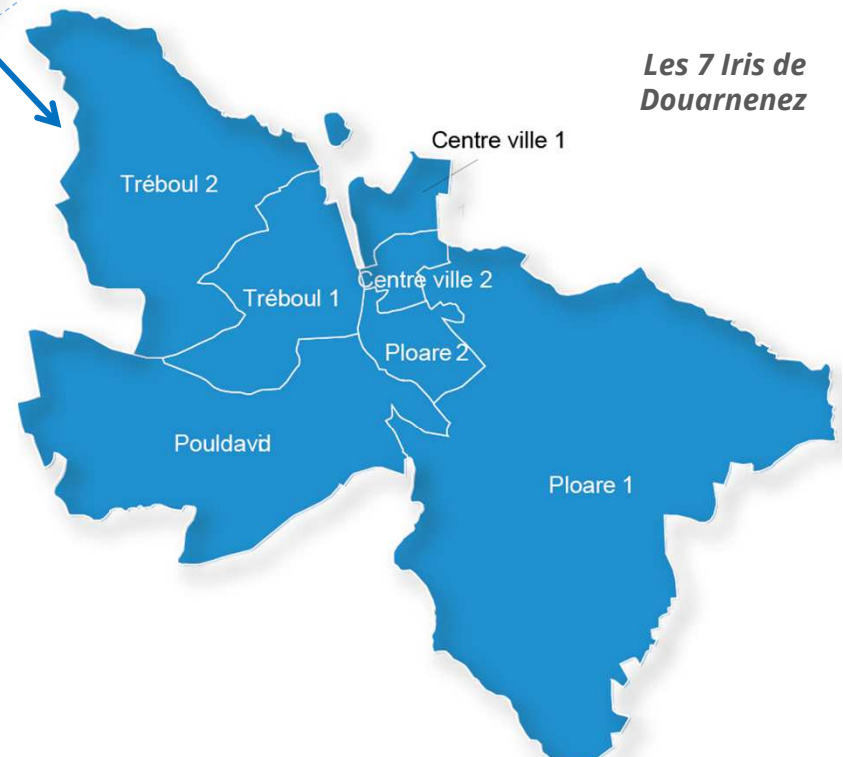 Les 7 Iris de
Douarnenez
Centre ville 1
Tréboul 2
Centre ville 2
Tréboul 1
Ploare 2
Pouldavid
Ploare 1